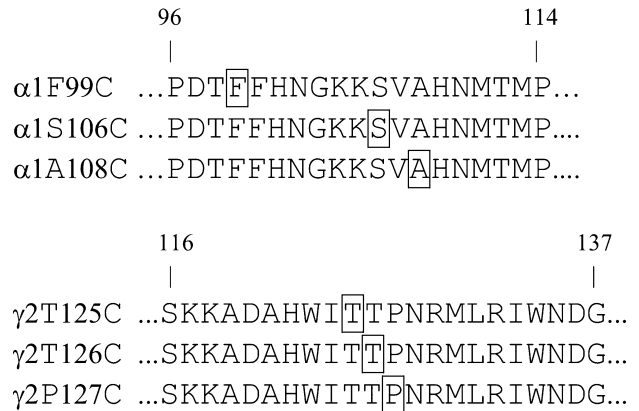 96 114
α1F99C ...PDTFFHNGKKSVAHNMTMP...
α1S106C ...PDTFFHNGKKSVAHNMTMP....
α1A108C ...PDTFFHNGKKSVAHNMTMP....
116 137
γ2T125C ...SKKADAHWITTPNRMLRIWNDG...
γ2T126C ...SKKADAHWITTPNRMLRIWNDG...
γ2P127C ...SKKADAHWITTPNRMLRIWNDG...